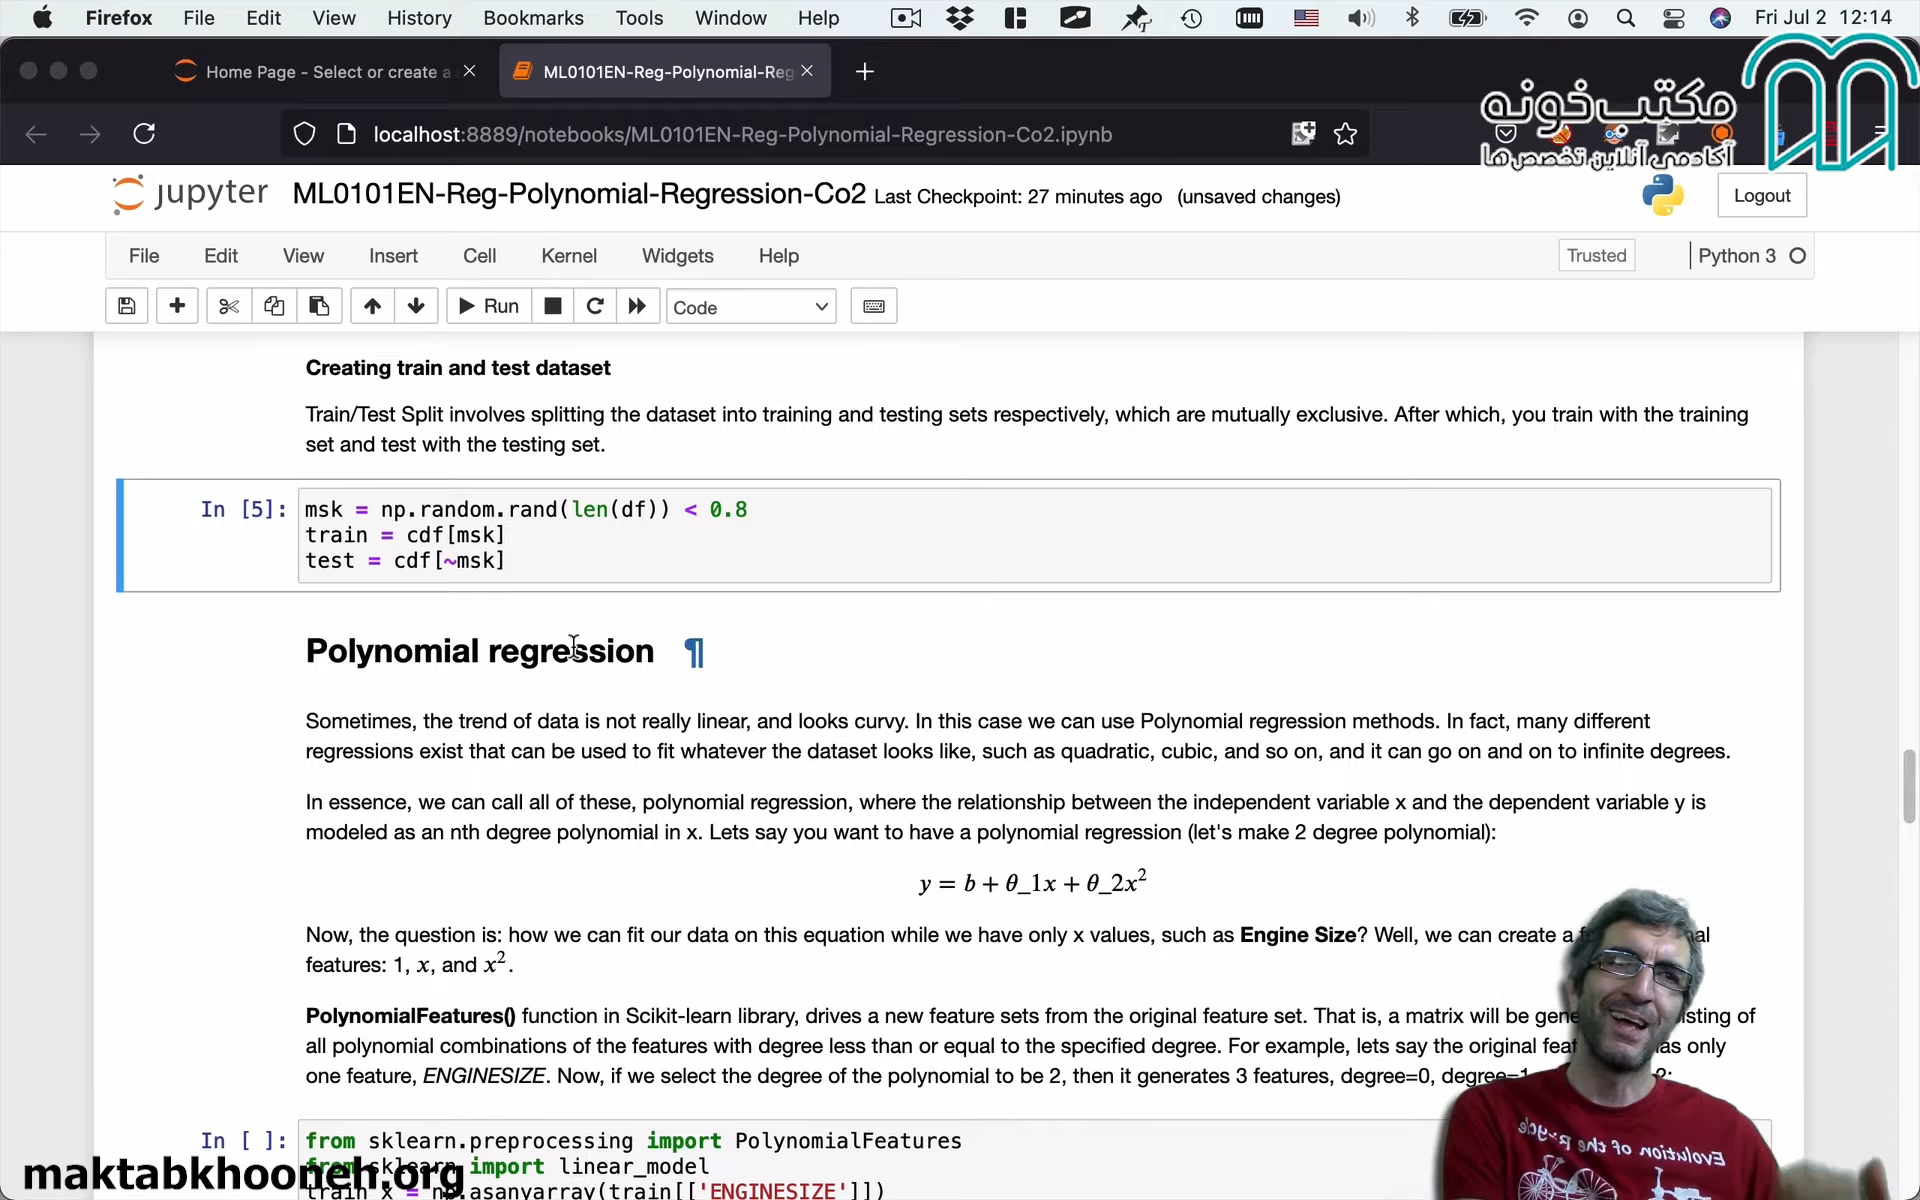 Firefox File Edit View History Bookmarks Tools Window Help Fri Jul 2 12:14
Home Page - Select or create a
ML0101EN-Reg-Polynomial-Reg
localhost:8889/notebooks/ML0101EN-Reg-Polynomial-Regression-Co2.ipynb
مکتب‌خونه
آکادمی آنلاین تخصص‌ها
jupyter ML0101EN-Reg-Polynomial-Regression-Co2 Last Checkpoint: 27 minutes ago (unsaved changes) Logout
File Edit View Insert Cell Kernel Widgets Help Trusted Python 3
Run Code
Creating train and test dataset
Train/Test Split involves splitting the dataset into training and testing sets respectively, which are mutually exclusive. After which, you train with the training
set and test with the testing set.
In [5]: msk = np.random.rand(len(df)) < 0.8
train = cdf[msk]
test = cdf[~msk]
Polynomial regression ¶
Sometimes, the trend of data is not really linear, and looks curvy. In this case we can use Polynomial regression methods. In fact, many different
regressions exist that can be used to fit whatever the dataset looks like, such as quadratic, cubic, and so on, and it can go on and on to infinite degrees.
In essence, we can call all of these, polynomial regression, where the relationship between the independent variable x and the dependent variable y is
modeled as an nth degree polynomial in x. Lets say you want to have a polynomial regression (let's make 2 degree polynomial):
y = b + θ_1x + θ_2x²
Now, the question is: how we can fit our data on this equation while we have only x values, such as Engine Size? Well, we can create a
features: 1, x, and x².
PolynomialFeatures() function in Scikit-learn library, drives a new feature sets from the original feature set. That is, a matrix will be
all polynomial combinations of the features with degree less than or equal to the specified degree. For example, lets say the original only
one feature, ENGINESIZE. Now, if we select the degree of the polynomial to be 2, then it generates 3 features, degree=0, degree=1
In [ ]: from sklearn.preprocessing import PolynomialFeatures
from sklearn import linear_model
train_x = np.asanyarray(train[['ENGINESIZE']])
maktabkhooneh.org
Evolution of the